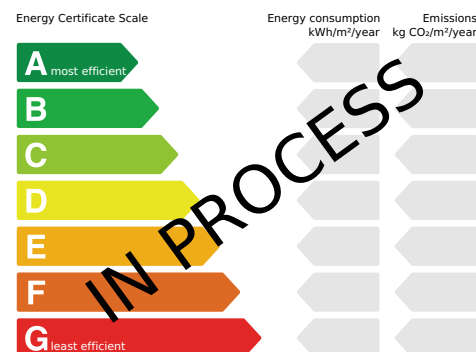 Energy Certificate Scale
Energy consumption
kWh/m²/year
Emissions
kg CO₂/m²/year
A most efficient
B
C
D
E
F
G least efficient
IN PROCESS